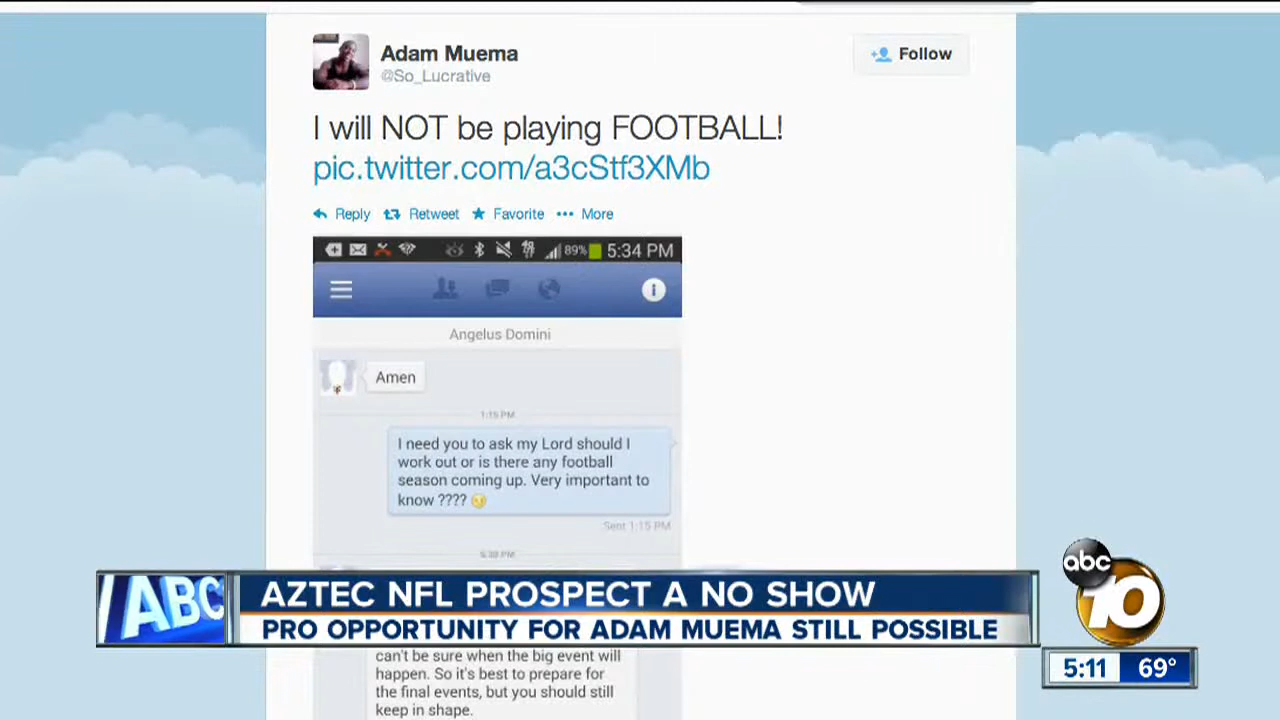 Adam Muema
@So_Lucrative
Follow
I will NOT be playing FOOTBALL!
pic.twitter.com/a3cStf3XMb
Reply Retweet Favorite More
89% 5:34 PM
Angelus Domini
Amen
1:15 PM
I need you to ask my Lord should I
work out or is there any football
season coming up. Very important to
know ????
Sent 1:15 PM
5:30 PM
ABC
AZTEC NFL PROSPECT A NO SHOW
PRO OPPORTUNITY FOR ADAM MUEMA STILL POSSIBLE
abc
10
5:11 69°
can't be sure when the big event will
happen. So it's best to prepare for
the final events, but you should still
keep in shape.